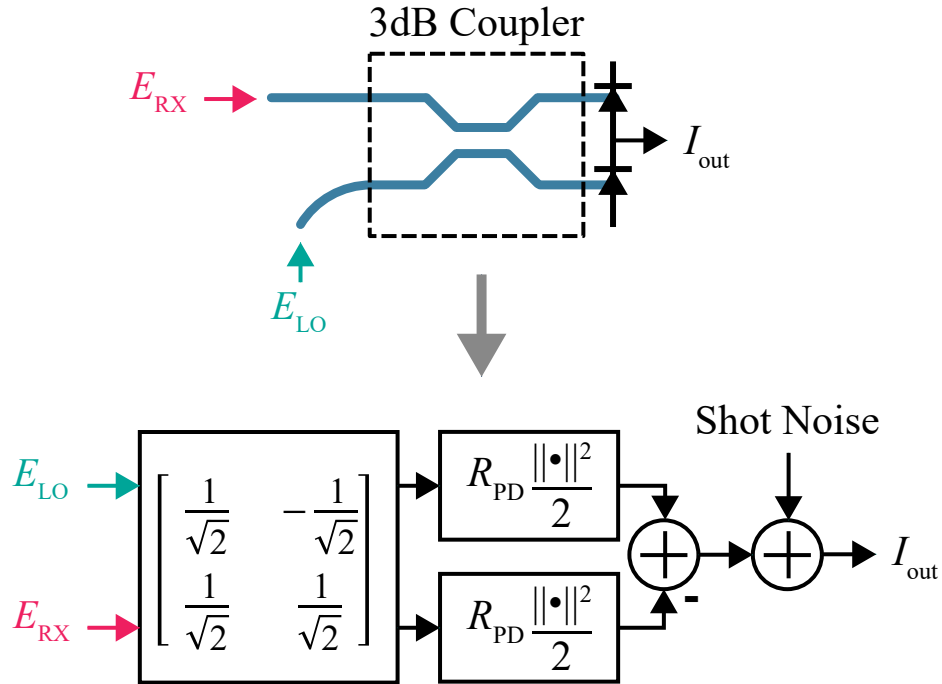 3dB Coupler
E_RX
I_out
E_LO
Shot Noise
E_LO
[ 1/√2 -1/√2 ]
[ 1/√2 1/√2 ]
R_PD ||•||²/2
+
+
I_out
-
E_RX
R_PD ||•||²/2